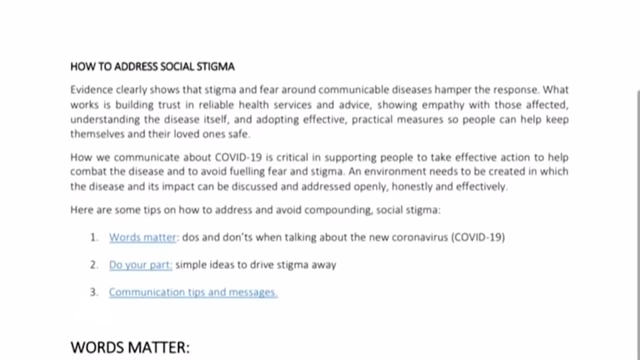 HOW TO ADDRESS SOCIAL STIGMA
Evidence clearly shows that stigma and fear around communicable diseases hamper the response. What
works is building trust in reliable health services and advice, showing empathy with those affected,
understanding the disease itself, and adopting effective, practical measures so people can help keep
themselves and their loved ones safe.
How we communicate about COVID-19 is critical in supporting people to take effective action to help
combat the disease and to avoid fuelling fear and stigma. An environment needs to be created in which
the disease and its impact can be discussed and addressed openly, honestly and effectively.
Here are some tips on how to address and avoid compounding, social stigma:
1. Words matter: dos and don'ts when talking about the new coronavirus (COVID-19)
2. Do your part: simple ideas to drive stigma away
3. Communication tips and messages.
WORDS MATTER: